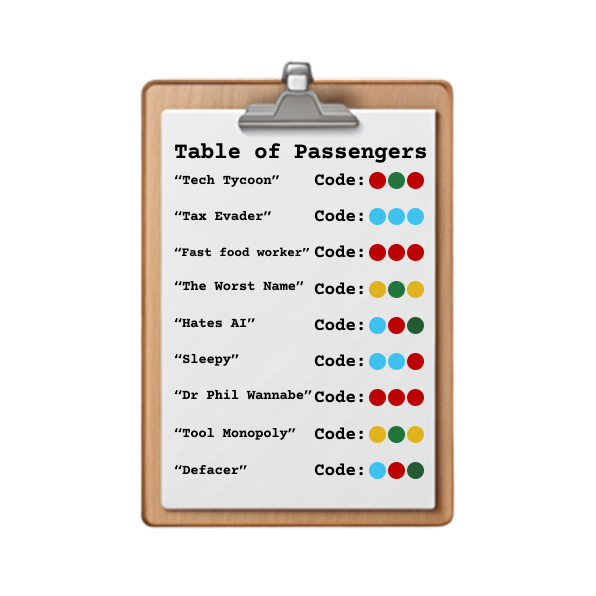 Table of Passengers
“Tech Tycoon” Code:
“Tax Evader” Code:
“Fast food worker” Code:
“The Worst Name” Code:
“Hates AI” Code:
“Sleepy” Code:
“Dr Phil Wannabe” Code:
“Tool Monopoly” Code:
“Defacer” Code: